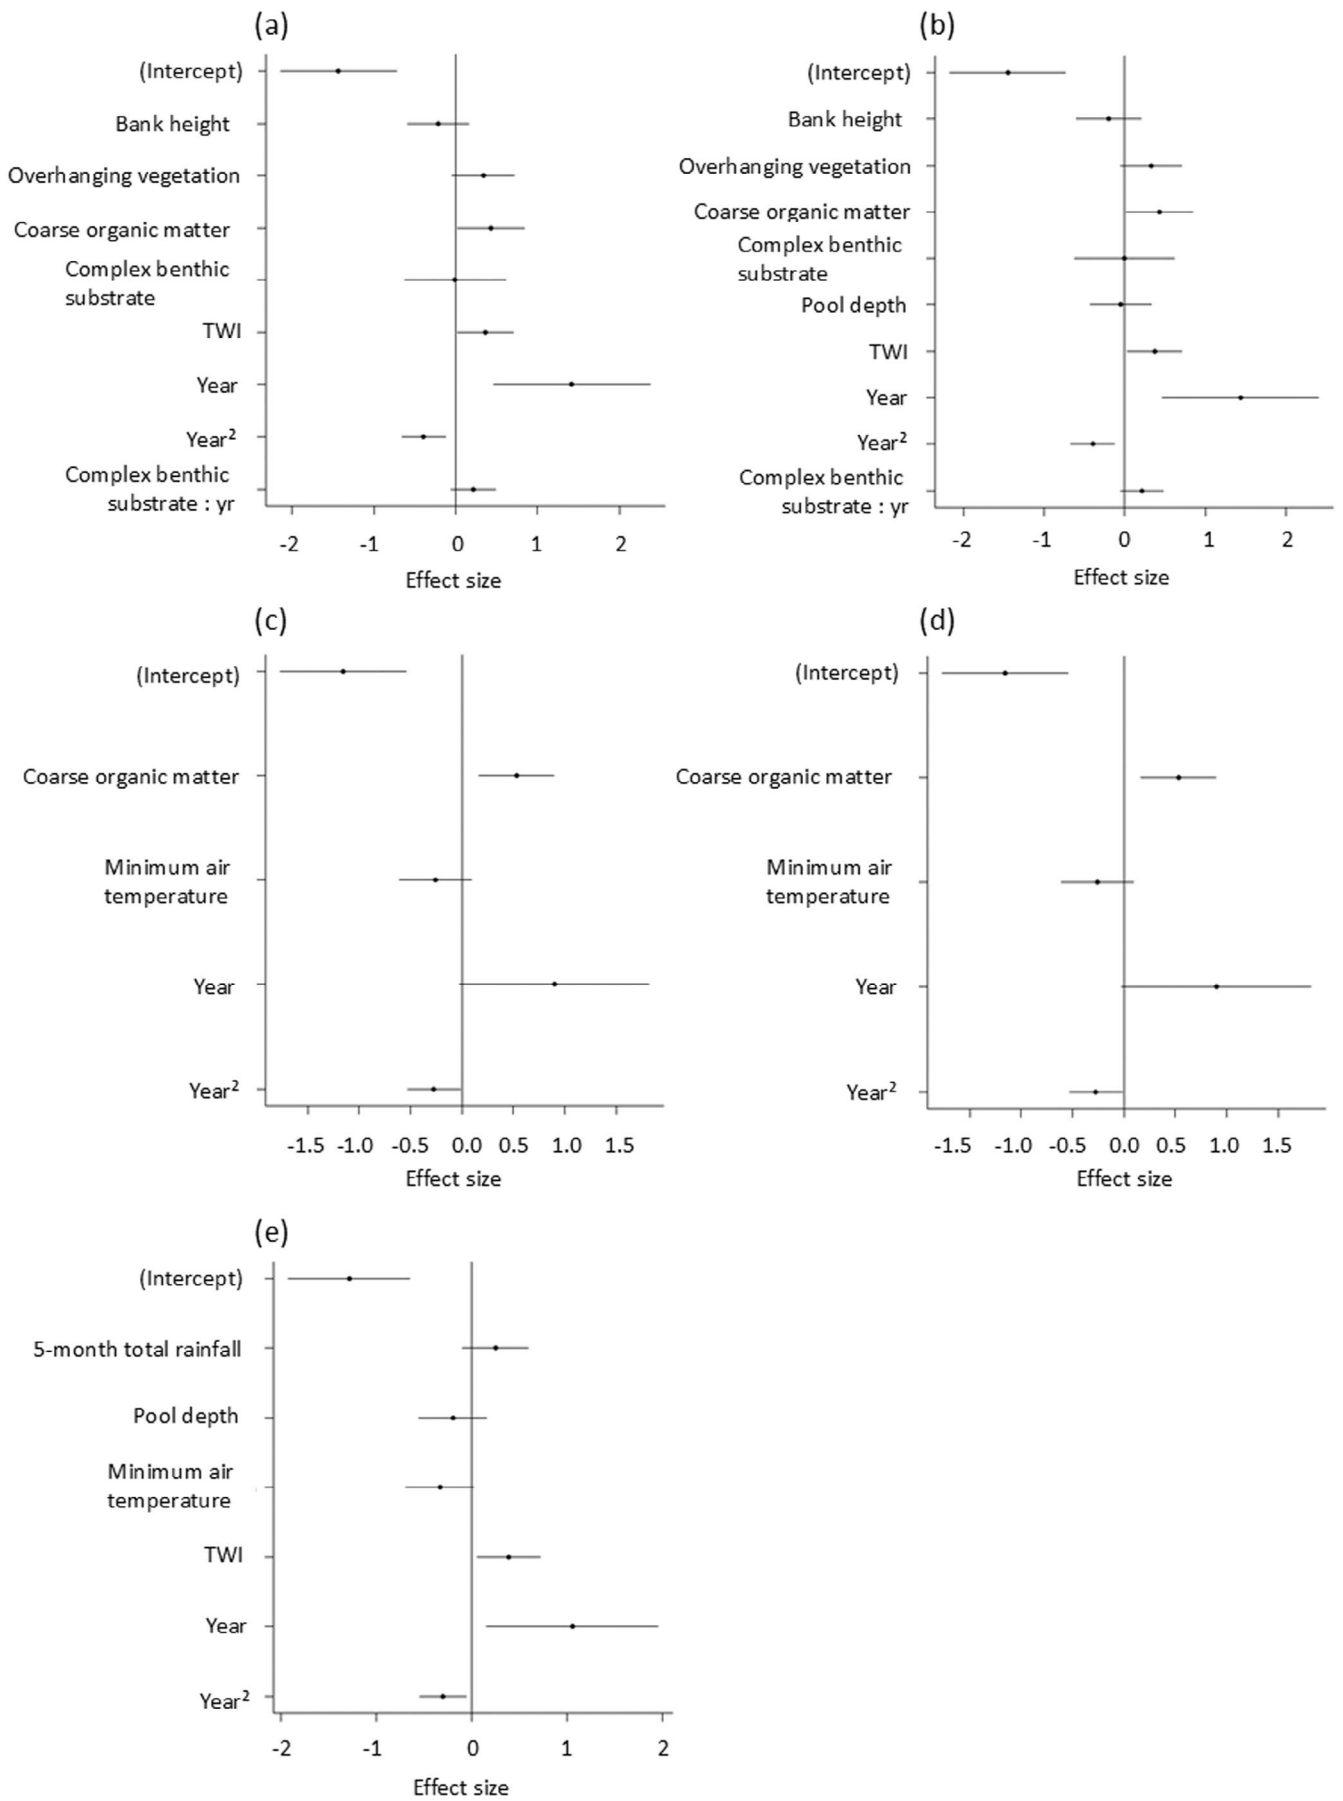 (a)
(Intercept)
Bank height
Overhanging vegetation
Coarse organic matter
Complex benthic
substrate
TWI
Year
Year²
Complex benthic
substrate : yr
-2 -1 0 1 2
Effect size
(b)
(Intercept)
Bank height
Overhanging vegetation
Coarse organic matter
Complex benthic
substrate
Pool depth
TWI
Year
Year²
Complex benthic
substrate : yr
-2 -1 0 1 2
Effect size
(c)
(Intercept)
Coarse organic matter
Minimum air
temperature
Year
Year²
-1.5 -1.0 -0.5 0.0 0.5 1.0 1.5
Effect size
(d)
(Intercept)
Coarse organic matter
Minimum air
temperature
Year
Year²
-1.5 -1.0 -0.5 0.0 0.5 1.0 1.5
Effect size
(e)
(Intercept)
5-month total rainfall
Pool depth
Minimum air
temperature
TWI
Year
Year²
-2 -1 0 1 2
Effect size